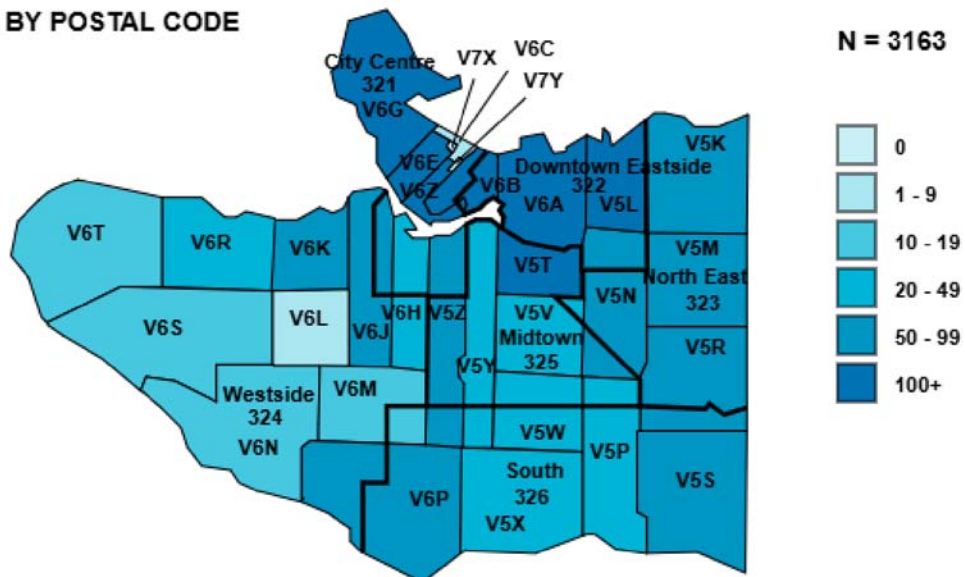 BY POSTAL CODE
N = 3163
V7X
V6C
V7Y
City Centre
321
V6G
V6E
V6Z
V6B
Downtown Eastside
322
V6A
V5L
V5K
0
1 - 9
10 - 19
20 - 49
50 - 99
100+
V6T
V6R
V6K
V5T
V5M
North East
323
V5N
V6S
V6L
V6J
V6H
V5Z
V5Y
V5V
Midtown
325
V5R
Westside
324
V6M
V6N
V5W
V5P
South
326
V6P
V5X
V5S